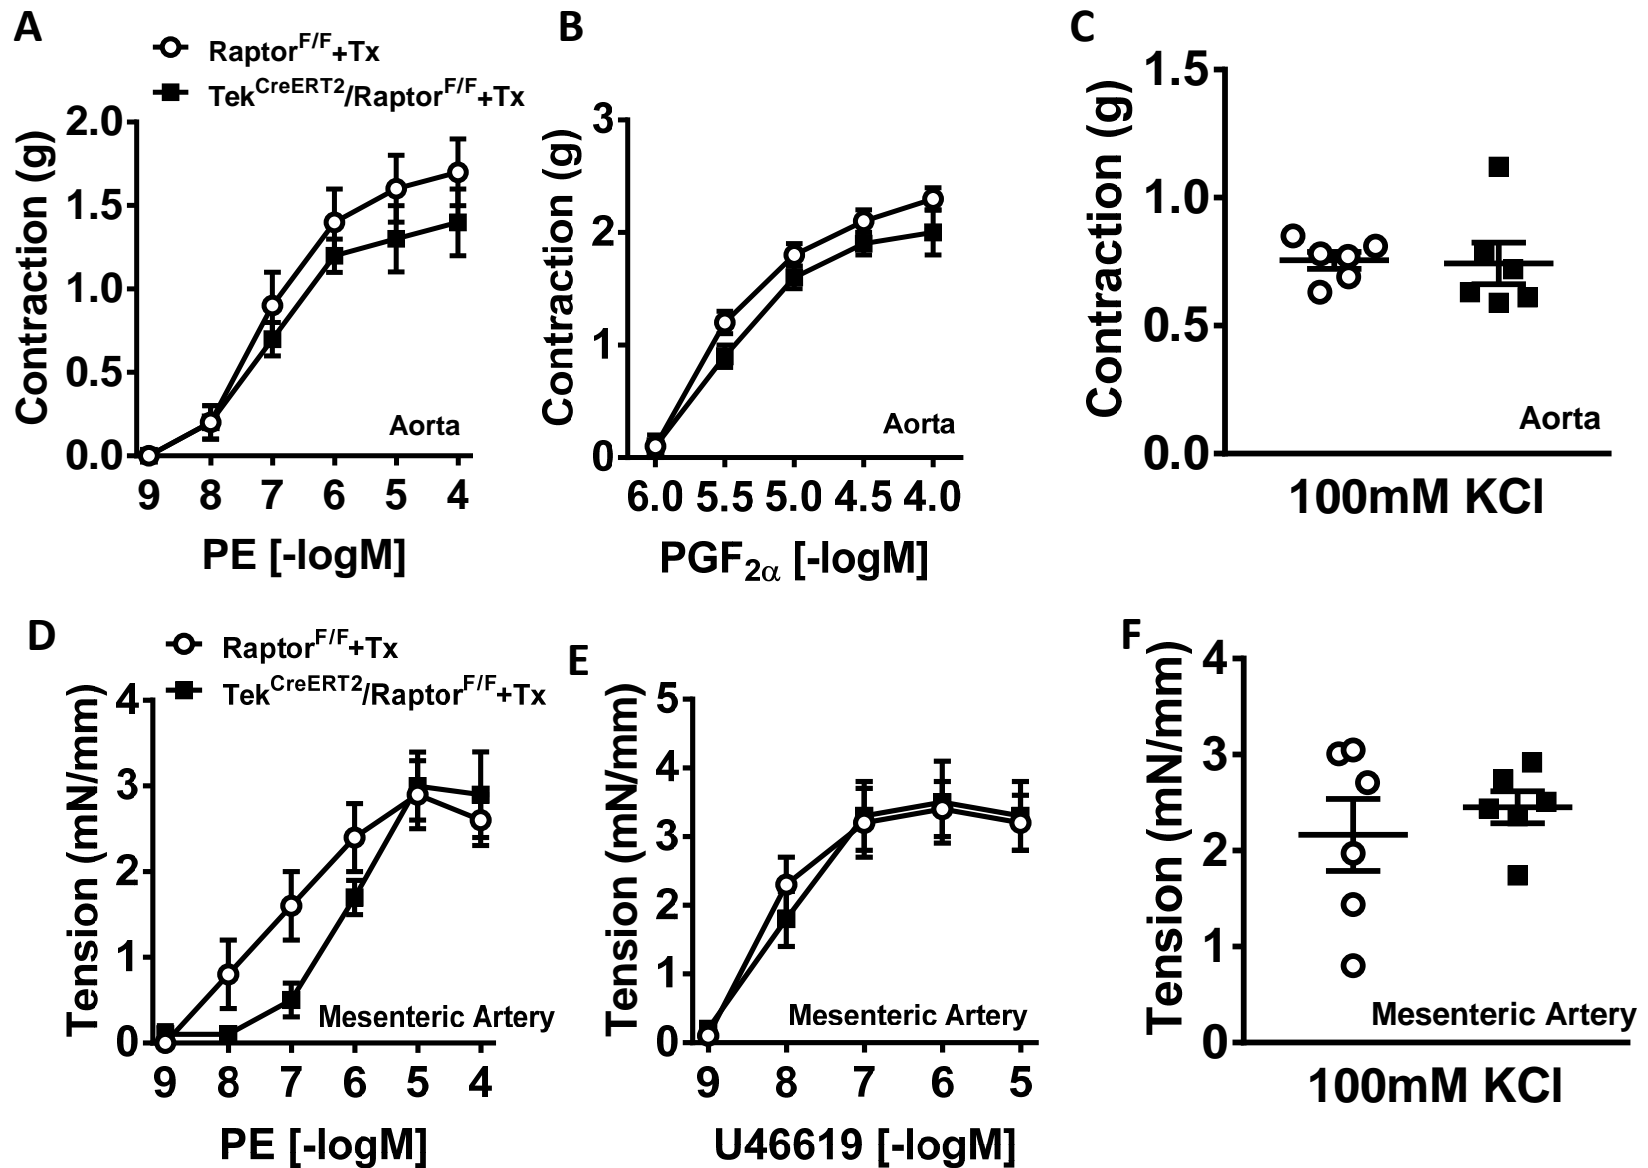 A
Raptor^F/F+Tx
Tek^CreERT2/Raptor^F/F+Tx
Contraction (g)
2.0
1.5
1.0
0.5
0.0
Aorta
9 8 7 6 5 4
PE [-logM]
B
Contraction (g)
3
2
1
0
Aorta
6.0 5.5 5.0 4.5 4.0
PGF2α [-logM]
C
Contraction (g)
1.5
1.0
0.5
0.0
Aorta
100mM KCl
D
Raptor^F/F+Tx
Tek^CreERT2/Raptor^F/F+Tx
Tension (mN/mm)
4
3
2
1
0
Mesenteric Artery
9 8 7 6 5 4
PE [-logM]
E
Tension (mN/mm)
5
4
3
2
1
0
Mesenteric Artery
9 8 7 6 5
U46619 [-logM]
F
Tension (mN/mm)
4
3
2
1
0
Mesenteric Artery
100mM KCl